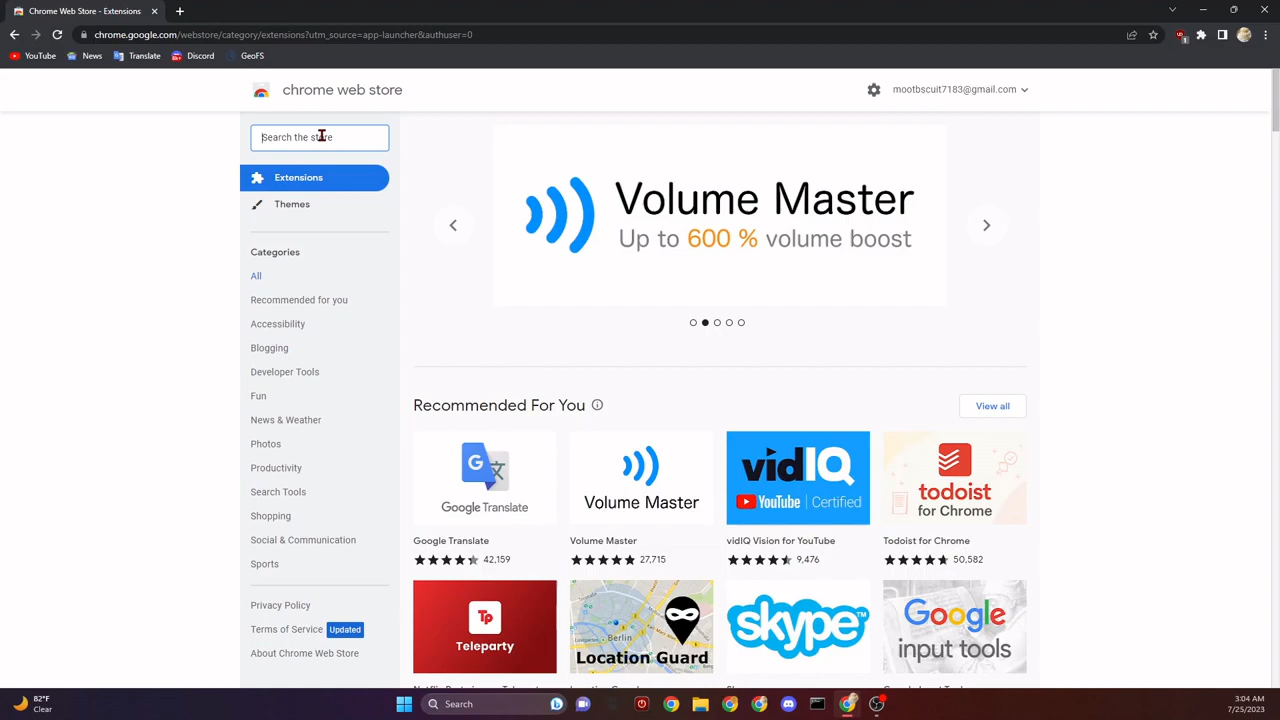 Chrome Web Store - Extensions
chrome.google.com/webstore/category/extensions?utm_source=app-launcher&authuser=0
1
YouTube News Translate Discord GeoFS
chrome web store
mootbscuit7183@gmail.com
Search the store
Extensions
Themes
Categories
All
Recommended for you
Accessibility
Blogging
Developer Tools
Fun
News & Weather
Photos
Productivity
Search Tools
Shopping
Social & Communication
Sports
Privacy Policy
Terms of Service Updated
About Chrome Web Store
Volume Master
Up to 600 % volume boost
Recommended For You
View all
Google Translate
Google Translate
42,159
Volume Master
Volume Master
27,715
vidIQ
YouTube Certified
vidIQ Vision for YouTube
9,476
todoist
for Chrome
Todoist for Chrome
50,582
Tp
Teleparty
Berlin
Location Guard
skype™
Google
input tools
82°F
Clear
Search
3:04 AM
7/25/2023